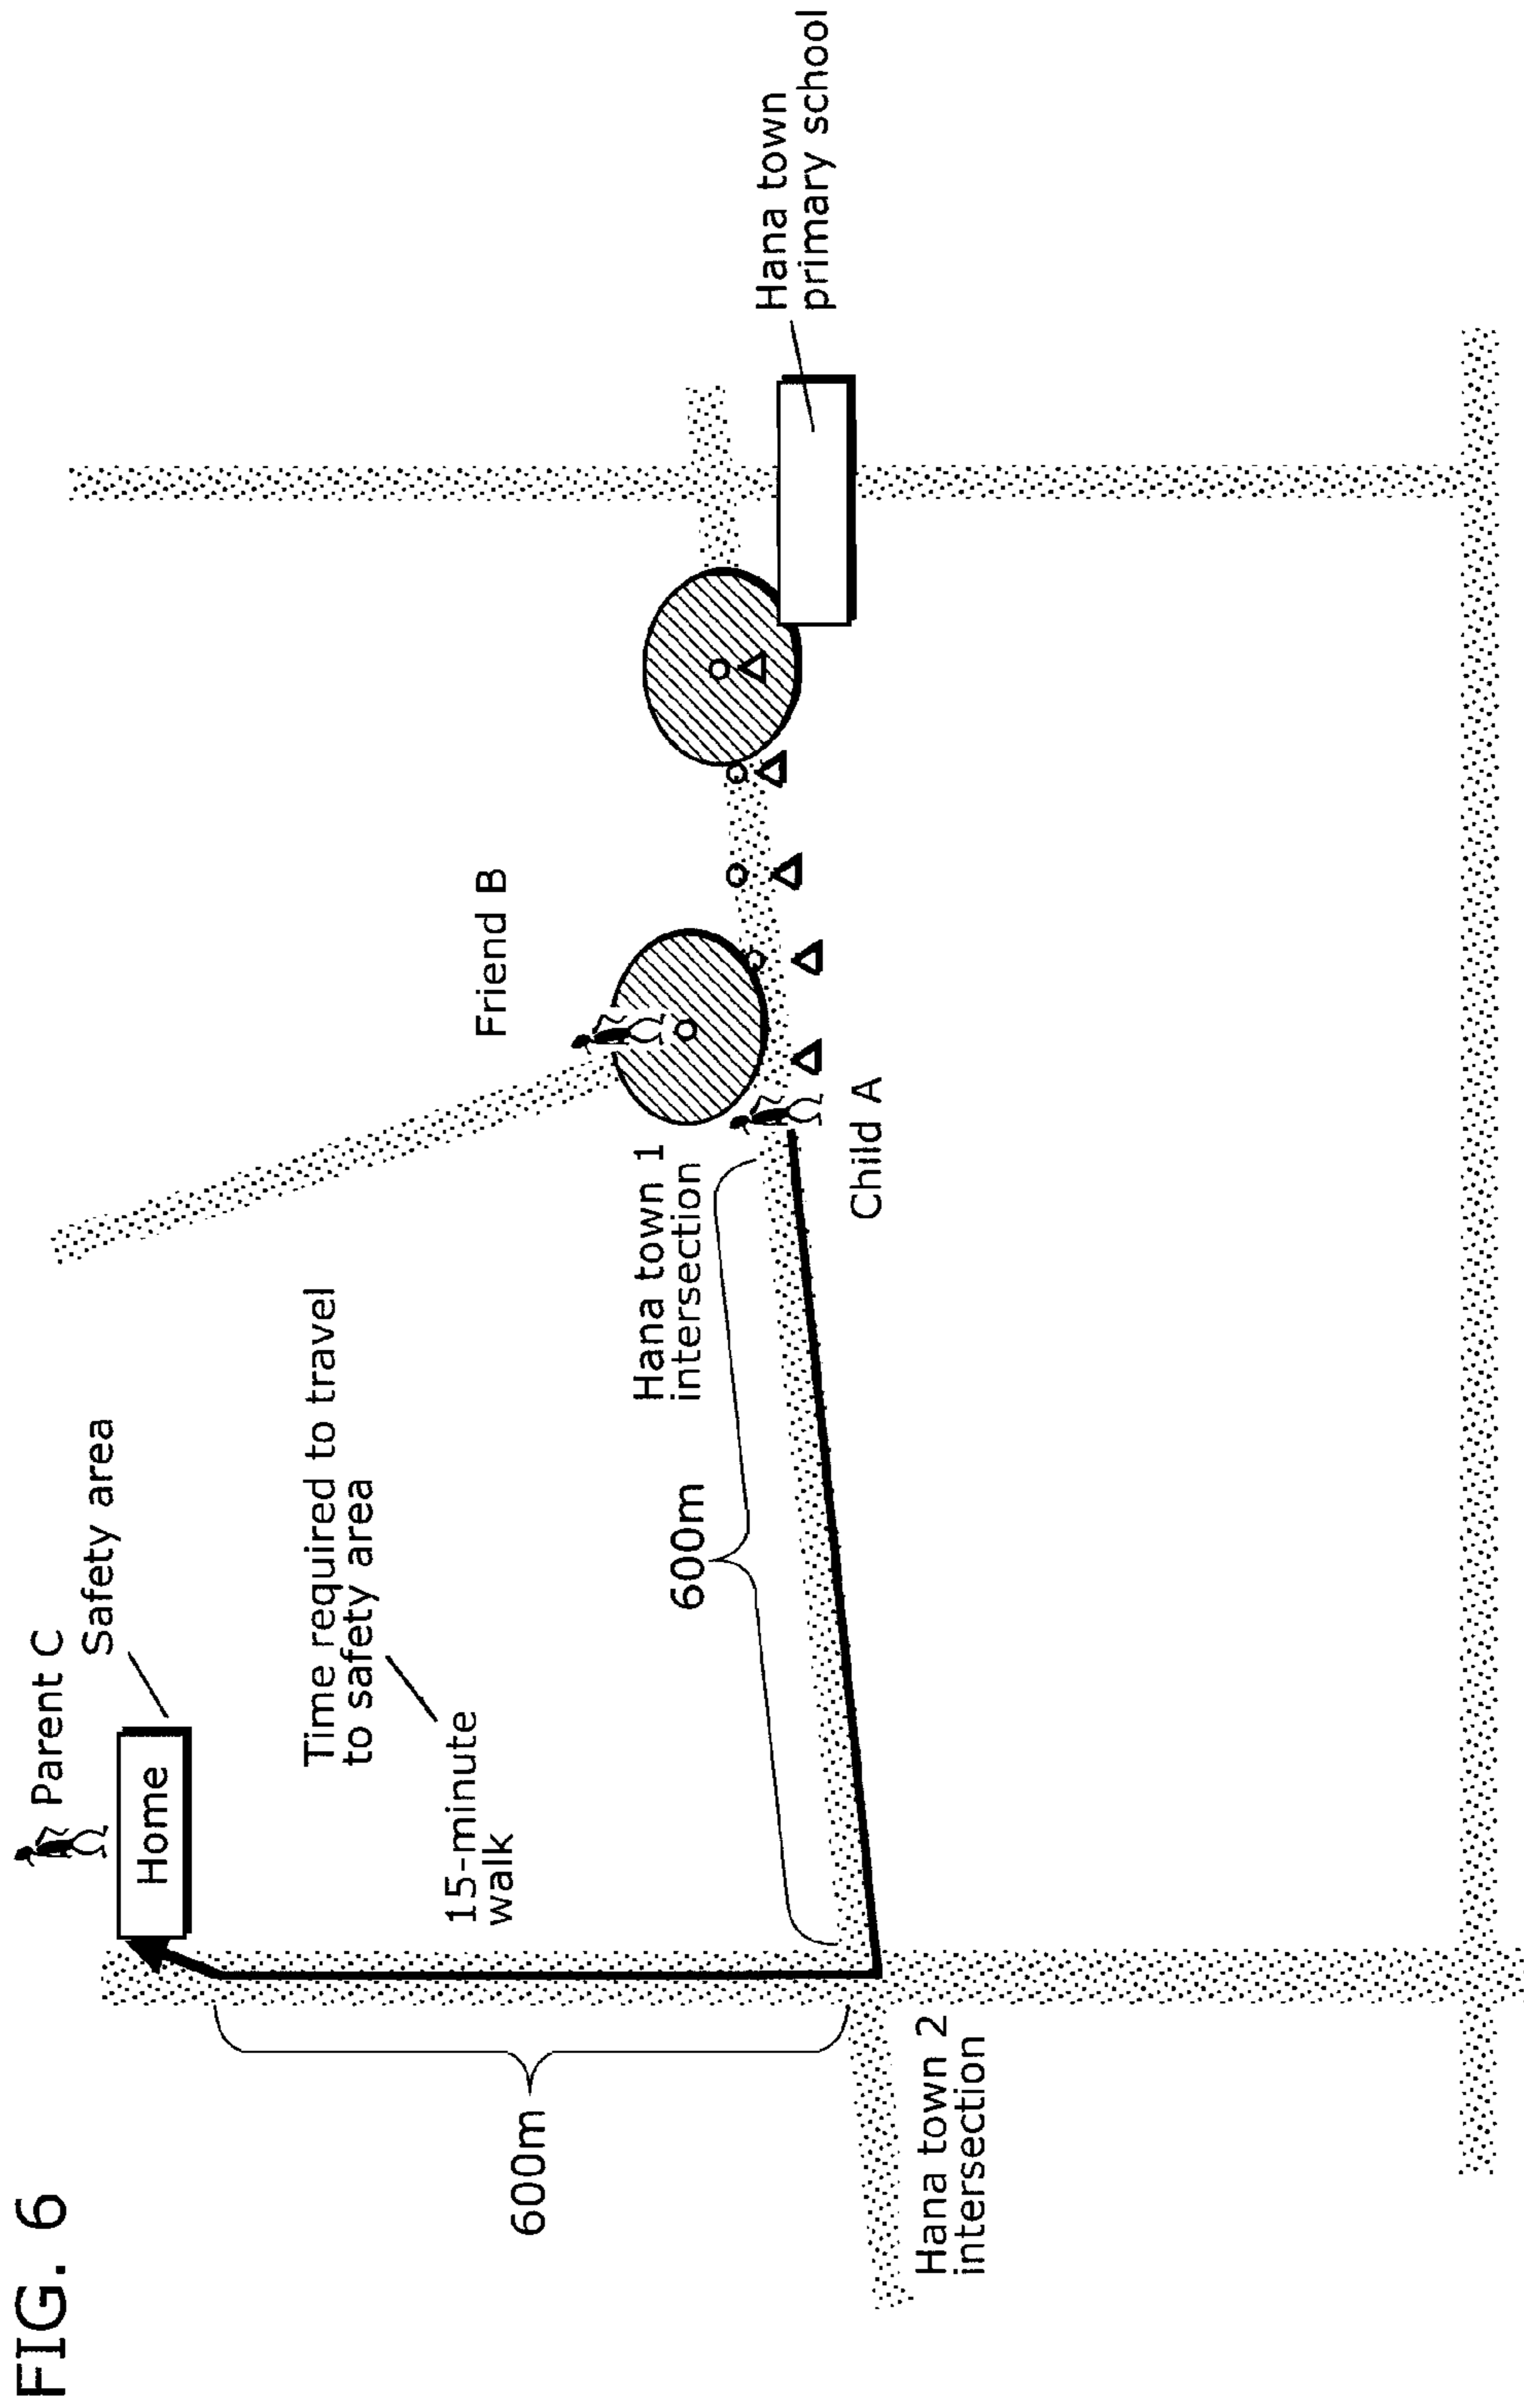 FIG. 6
Parent C
Safety area
Home
Time required to travel
to safety area
15-minute
walk
600m
Hana town 2
intersection
600m
Hana town 1
intersection
Child A
Friend B
Hana town
primary school